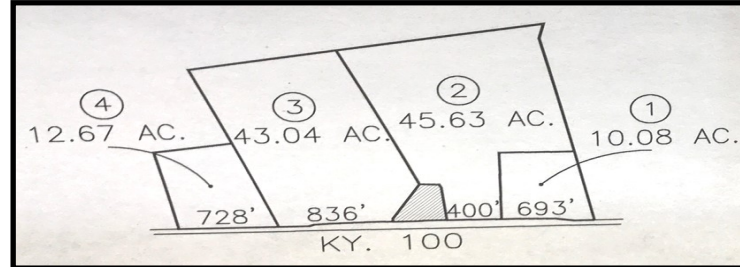 4
12.67 AC.
3
43.04 AC.
2
45.63 AC.
1
10.08 AC.
728' 836' 400' 693'
KY. 100